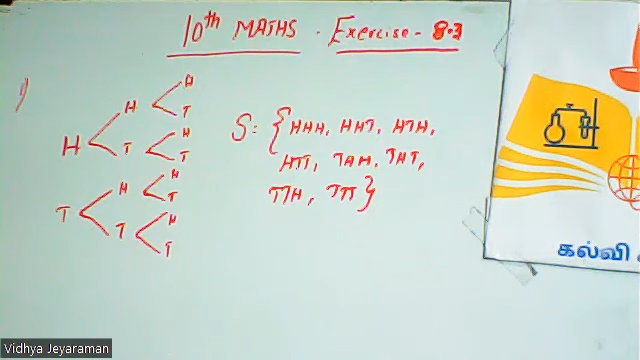 10th MATHS - Exercise - 8.3
1)
H
H
H
T
T
H
T
T
H
H
T
T
H
T
S: {HHH, HHT, HTH,
HTT, THH, THT,
TTH, TTT}
கல்வி
Vidhya Jeyaraman